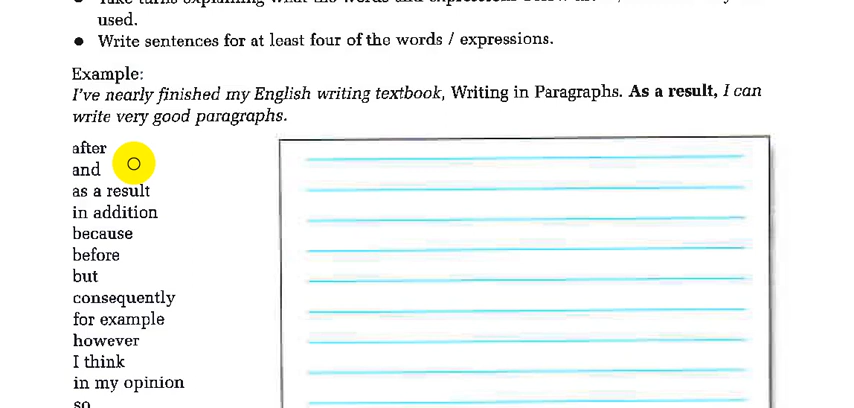 used.
● Write sentences for at least four of the words / expressions.
Example:
I've nearly finished my English writing textbook, Writing in Paragraphs. As a result, I can
write very good paragraphs.
after
and
as a result
in addition
because
before
but
consequently
for example
however
I think
in my opinion
so